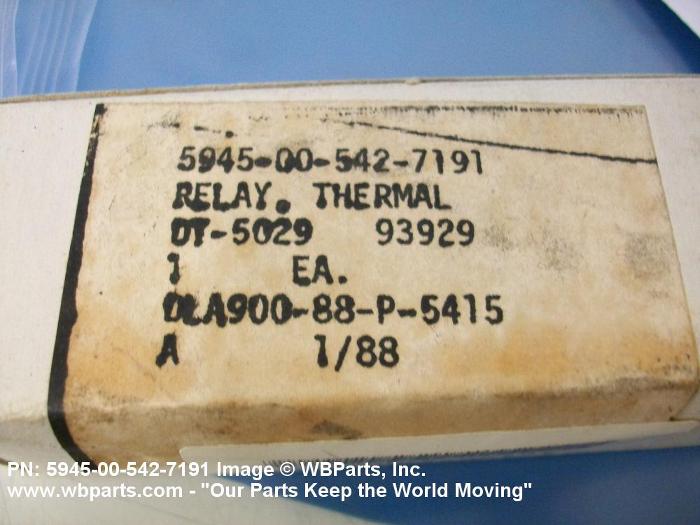 5945-00-542-7191
RELAY. THERMAL
DT-5029 93929
1 EA.
DLA900-88-P-5415
A 1/88
PN: 5945-00-542-7191 Image © WBParts, Inc.
www.wbparts.com - "Our Parts Keep the World Moving"